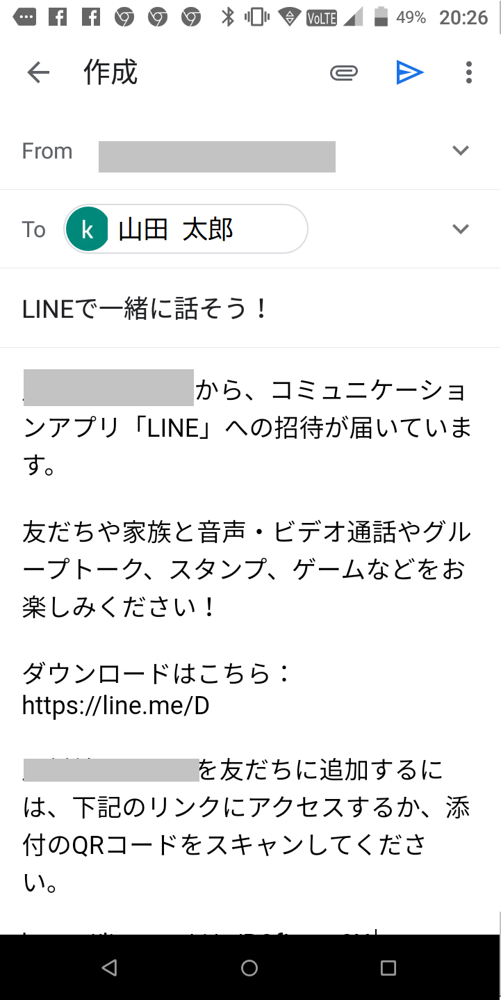 VoLTE 49% 20:26
作成
From
To k 山田 太郎
LINEで一緒に話そう！
から、コミュニケーショ
ンアプリ「LINE」への招待が届いていま
す。
友だちや家族と音声・ビデオ通話やグル
ープトーク、スタンプ、ゲームなどをお
楽しみください！
ダウンロードはこちら：
https://line.me/D
を友だちに追加するに
は、下記のリンクにアクセスするか、添
付のQRコードをスキャンしてくださ
い。